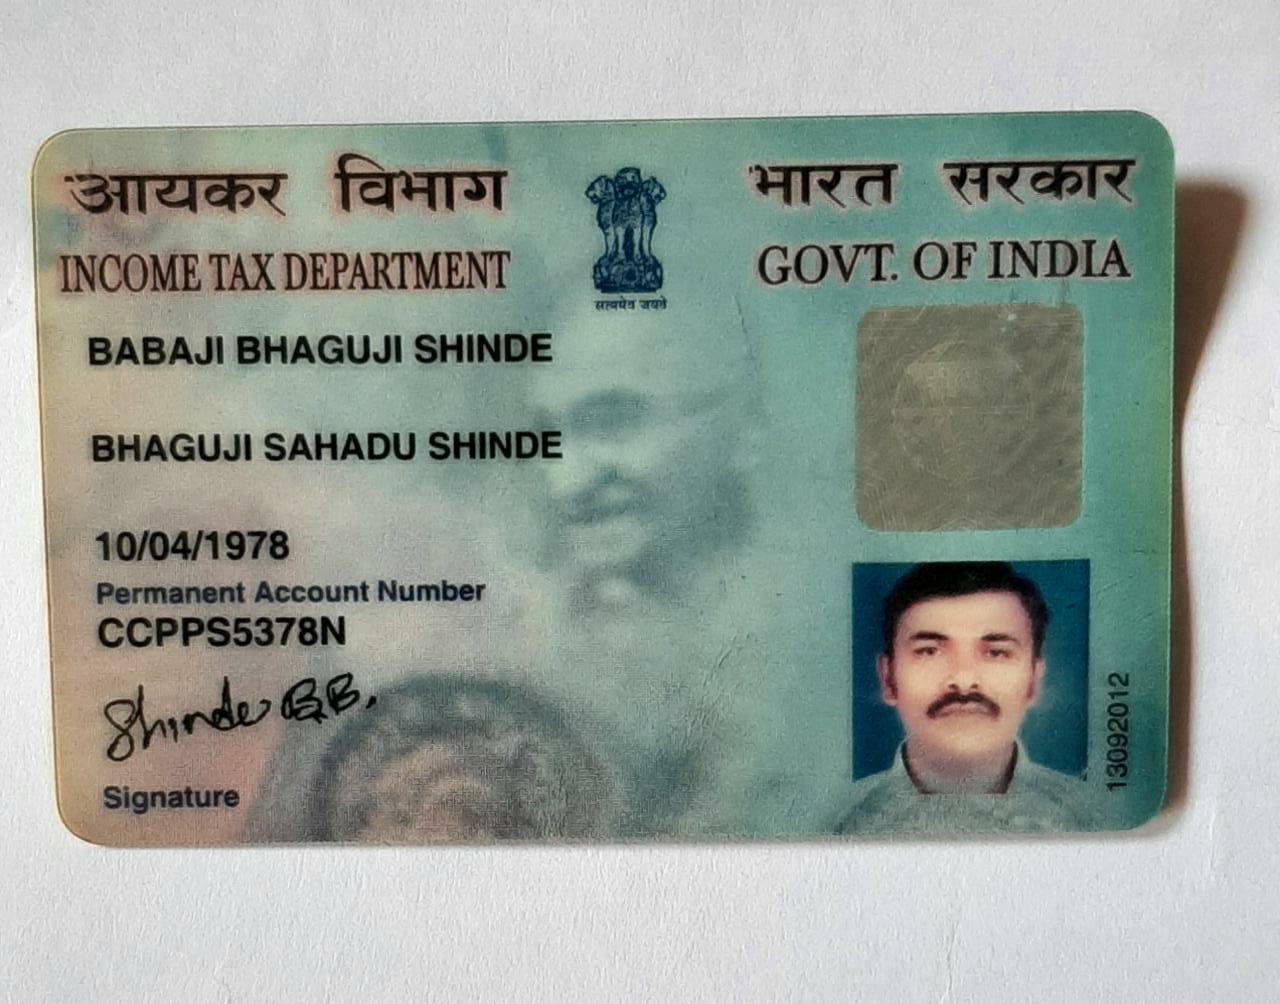 आयकर विभाग
INCOME TAX DEPARTMENT
सत्यमेव जयते
भारत सरकार
GOVT. OF INDIA
BABAJI BHAGUJI SHINDE
BHAGUJI SAHADU SHINDE
10/04/1978
Permanent Account Number
CCPPS5378N
Shinde B.B.
Signature
13092012